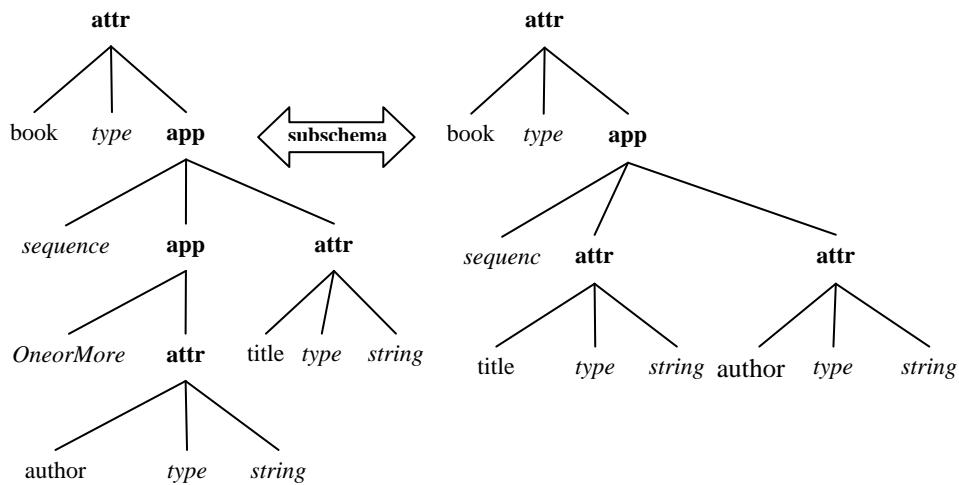 attr attr
book type app subschema book type app
sequence app attr sequenc attr attr
OneorMore attr title type string title type string author type string
author type string